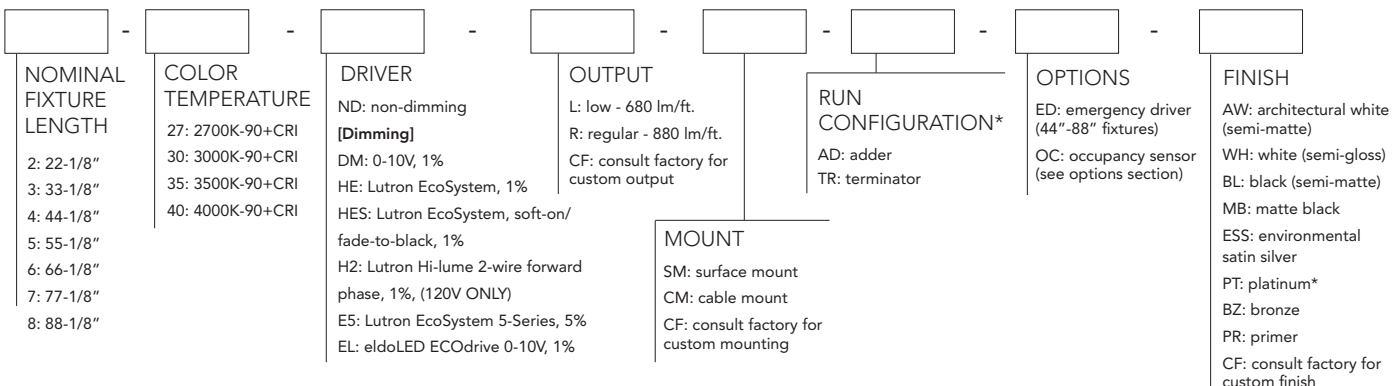 - - - - - - -
NOMINAL
FIXTURE
LENGTH
2: 22-1/8"
3: 33-1/8"
4: 44-1/8"
5: 55-1/8"
6: 66-1/8"
7: 77-1/8"
8: 88-1/8"
COLOR
TEMPERATURE
27: 2700K-90+CRI
30: 3000K-90+CRI
35: 3500K-90+CRI
40: 4000K-90+CRI
DRIVER
ND: non-dimming
[Dimming]
DM: 0-10V, 1%
HE: Lutron EcoSystem, 1%
HES: Lutron EcoSystem, soft-on/
fade-to-black, 1%
H2: Lutron Hi-lume 2-wire forward
phase, 1%, (120V ONLY)
E5: Lutron EcoSystem 5-Series, 5%
EL: eldoLED ECOdrive 0-10V, 1%
OUTPUT
L: low - 680 lm/ft.
R: regular - 880 lm/ft.
CF: consult factory for
custom output
MOUNT
SM: surface mount
CM: cable mount
CF: consult factory for
custom mounting
RUN
CONFIGURATION*
AD: adder
TR: terminator
OPTIONS
ED: emergency driver
(44"-88" fixtures)
OC: occupancy sensor
(see options section)
FINISH
AW: architectural white
(semi-matte)
WH: white (semi-gloss)
BL: black (semi-matte)
MB: matte black
ESS: environmental
satin silver
PT: platinum*
BZ: bronze
PR: primer
CF: consult factory for
custom finish